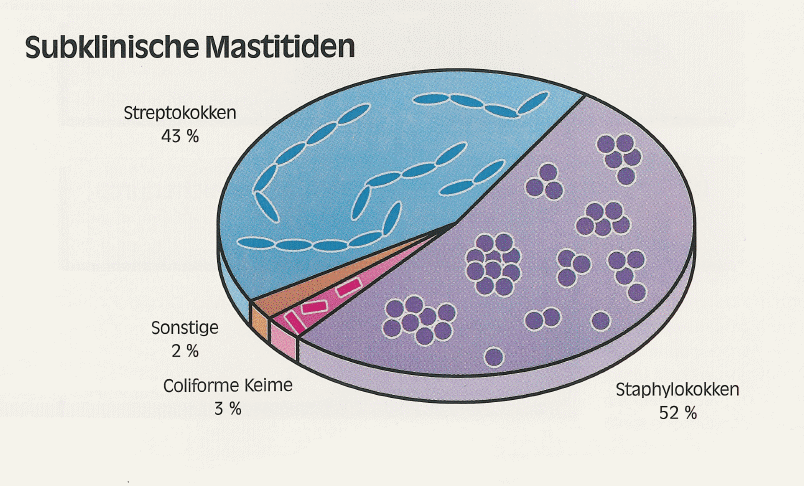 Subklinische Mastitiden
Streptokokken
43 %
Sonstige
2 %
Coliforme Keime
3 %
Staphylokokken
52 %